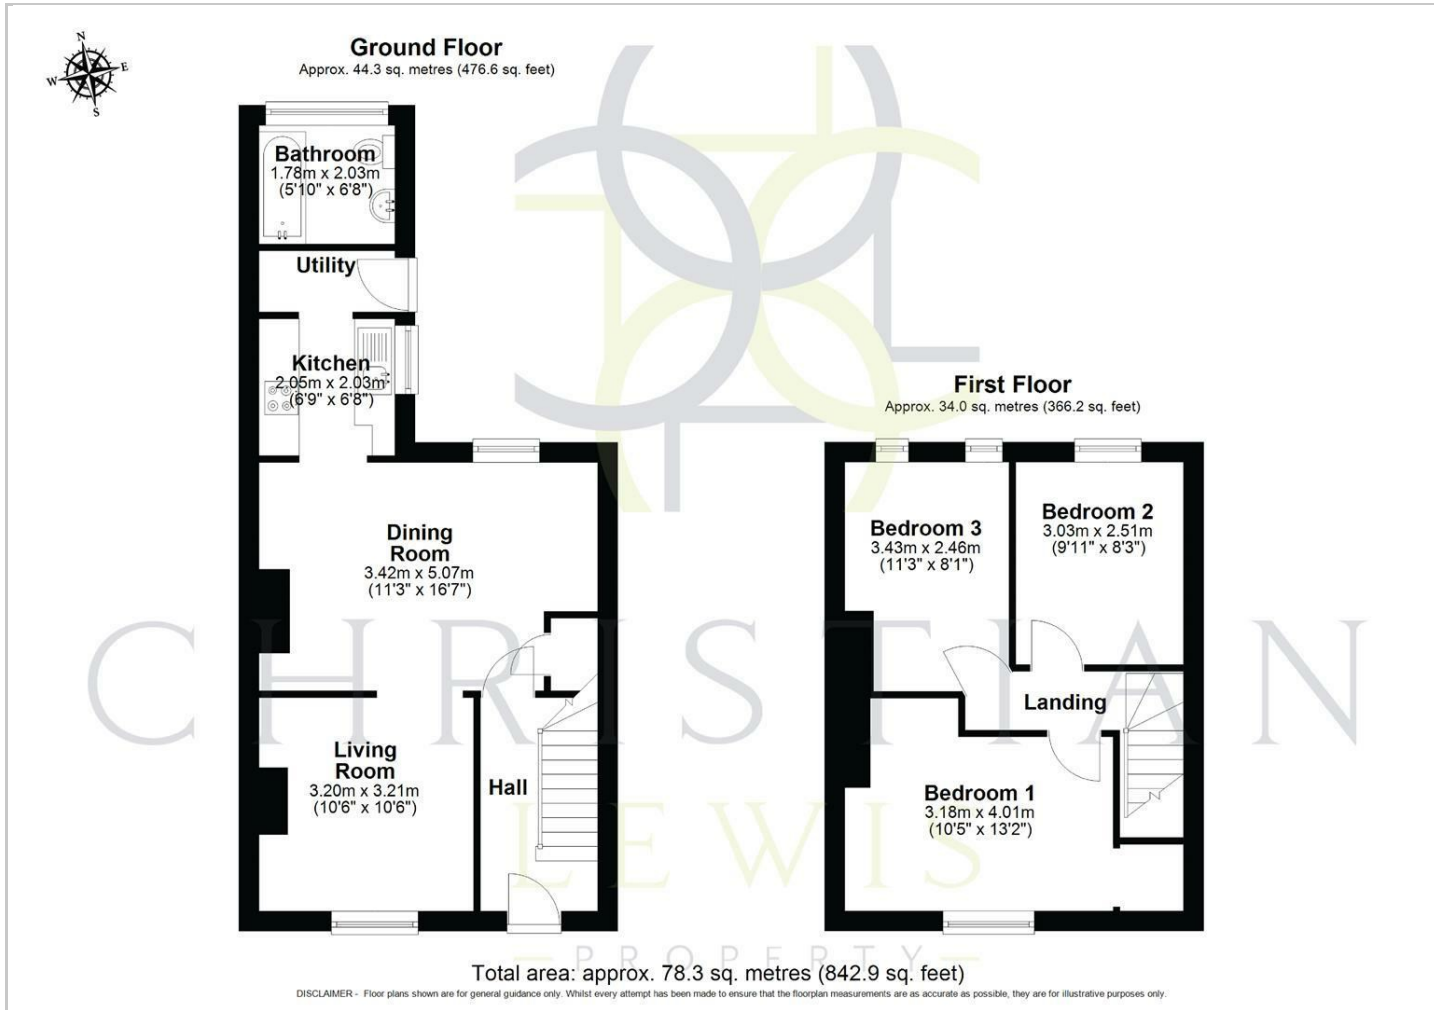 N
W
E
S
Ground Floor
Approx. 44.3 sq. metres (476.6 sq. feet)
Bathroom
1.78m x 2.03m
(5'10" x 6'8")
Utility
Kitchen
2.05m x 2.03m
(6'9" x 6'8")
Dining
Room
3.42m x 5.07m
(11'3" x 16'7")
Living
Room
3.20m x 3.21m
(10'6" x 10'6")
Hall
First Floor
Approx. 34.0 sq. metres (366.2 sq. feet)
Bedroom 3
3.43m x 2.46m
(11'3" x 8'1")
Bedroom 2
3.03m x 2.51m
(9'11" x 8'3")
Landing
Bedroom 1
3.18m x 4.01m
(10'5" x 13'2")
CHRISTIAN
LEWIS
PROPERTY
Total area: approx. 78.3 sq. metres (842.9 sq. feet)
DISCLAIMER - Floor plans shown are for general guidance only. Whilst every attempt has been made to ensure that the floorplan measurements are as accurate as possible, they are for illustrative purposes only.